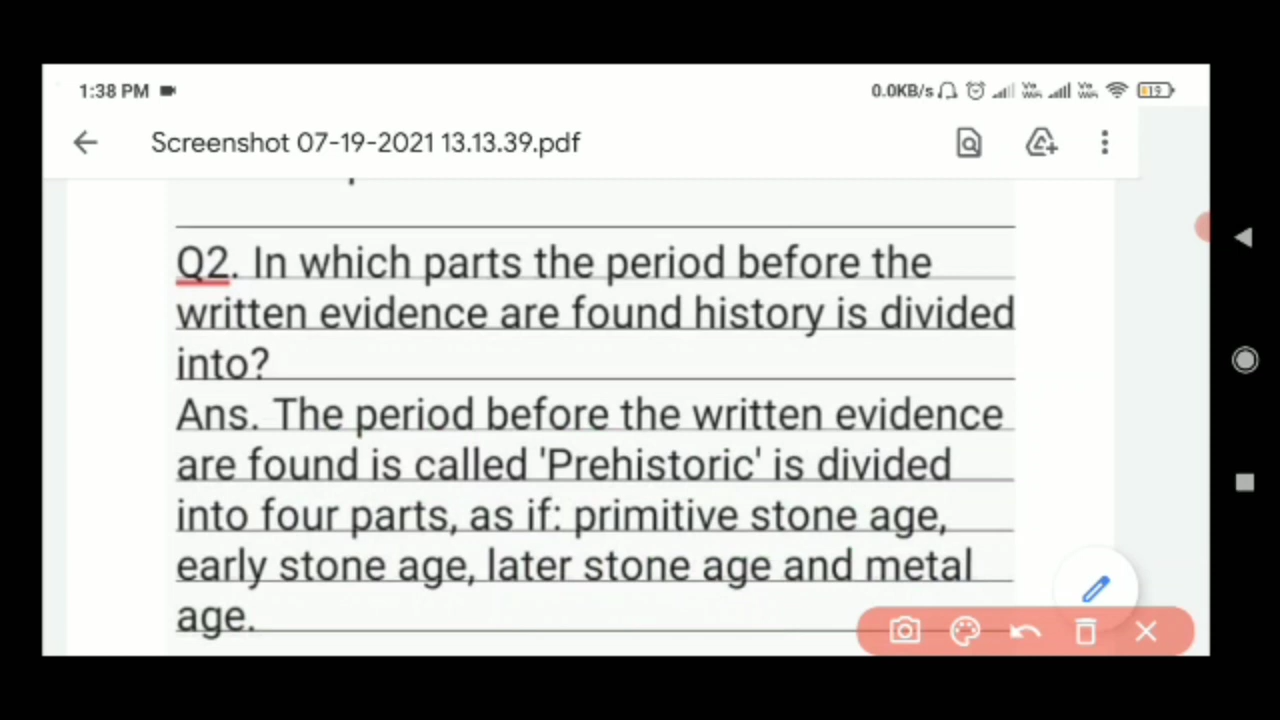 1:38 PM
0.0KB/s
19
Screenshot 07-19-2021 13.13.39.pdf
Q2. In which parts the period before the
written evidence are found history is divided
into?
Ans. The period before the written evidence
are found is called 'Prehistoric' is divided
into four parts, as if: primitive stone age,
early stone age, later stone age and metal
age.